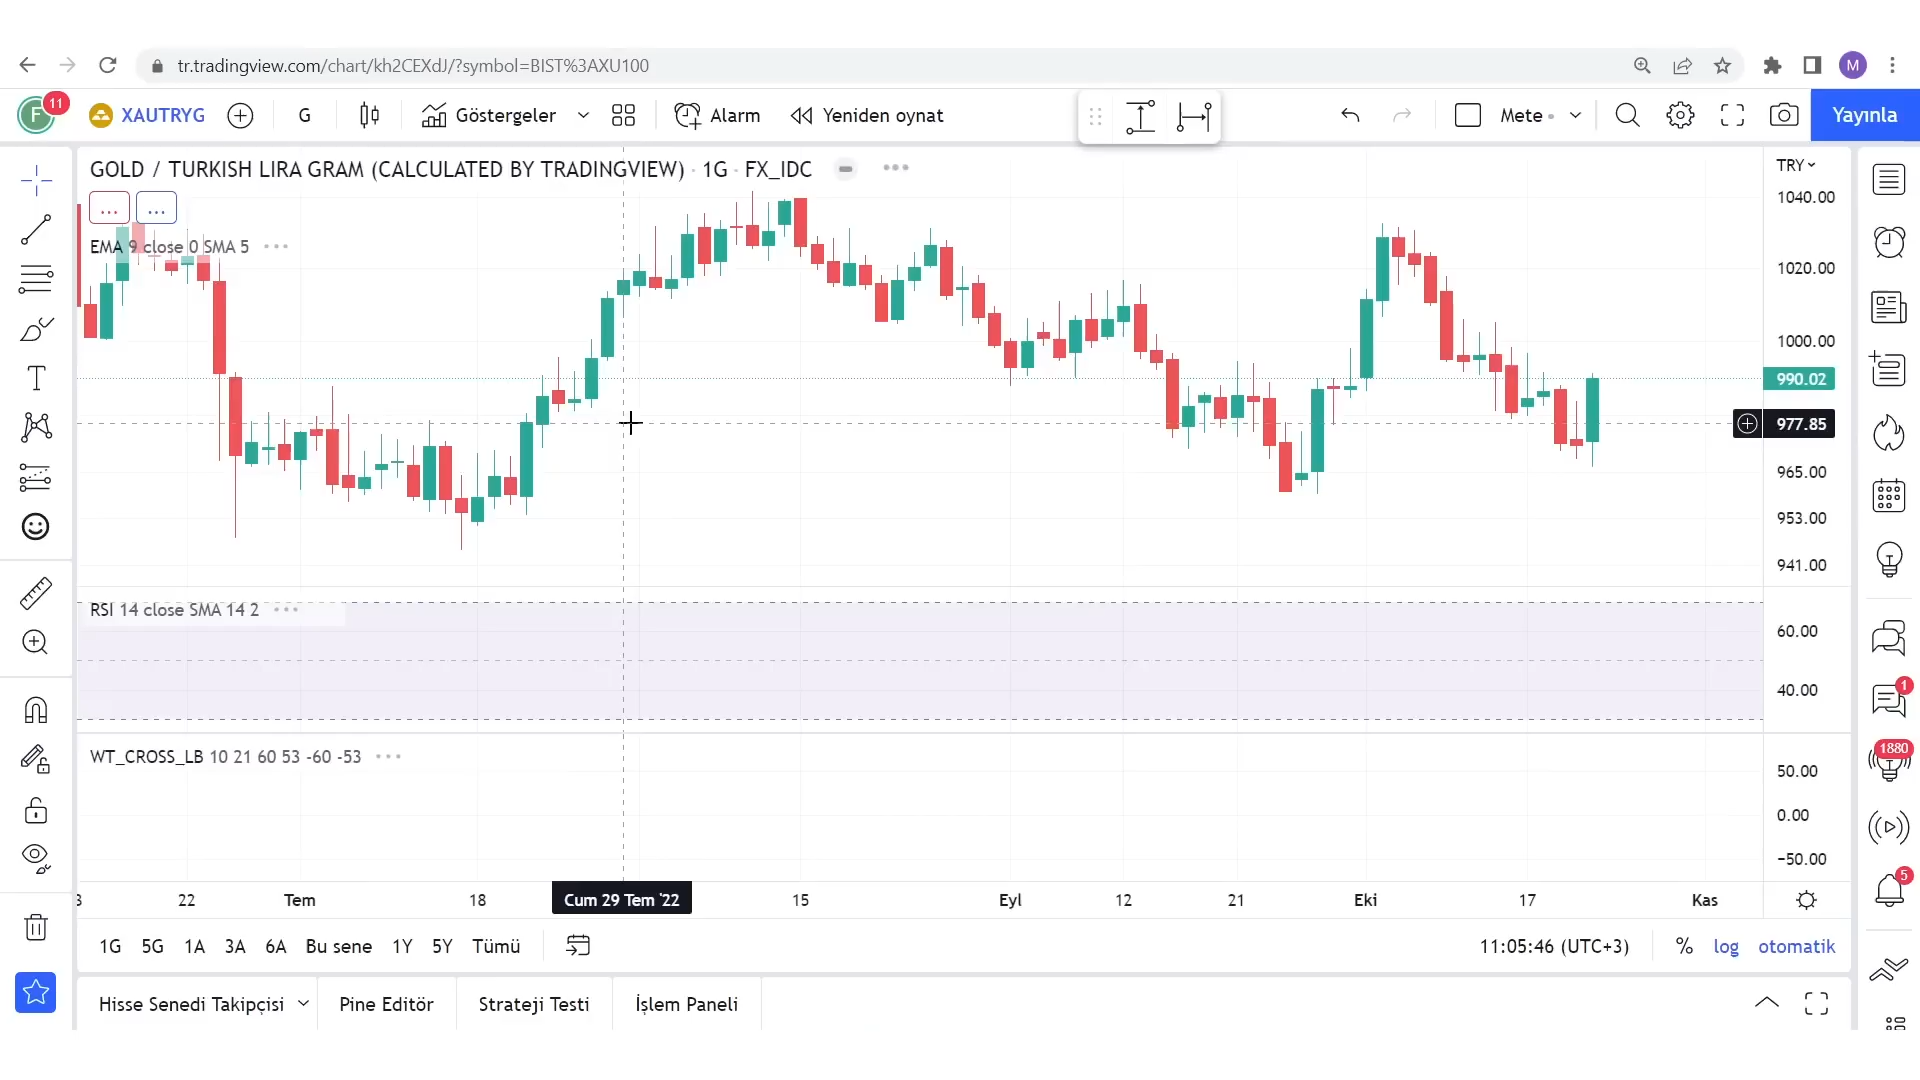 tr.tradingview.com/chart/kh2CEXdJ/?symbol=BIST%3AXU100
M
F 11 XAUTRYG G Göstergeler Alarm Yeniden oynat Mete Yayınla
GOLD / TURKISH LIRA GRAM (CALCULATED BY TRADINGVIEW) · 1G · FX_IDC
TRY
EMA 9 close 0 SMA 5
1040.00
1020.00
1000.00
990.02
977.85
965.00
953.00
941.00
RSI 14 close SMA 14 2
60.00
40.00
WT_CROSS_LB 10 21 60 53 -60 -53
50.00
0.00
−50.00
1
1880
5
22 Tem 18 Cum 29 Tem '22 15 Eyl 12 21 Eki 17 Kas
1G 5G 1A 3A 6A Bu sene 1Y 5Y Tümü 11:05:46 (UTC+3) % log otomatik
Hisse Senedi Takipçisi Pine Editör Strateji Testi İşlem Paneli